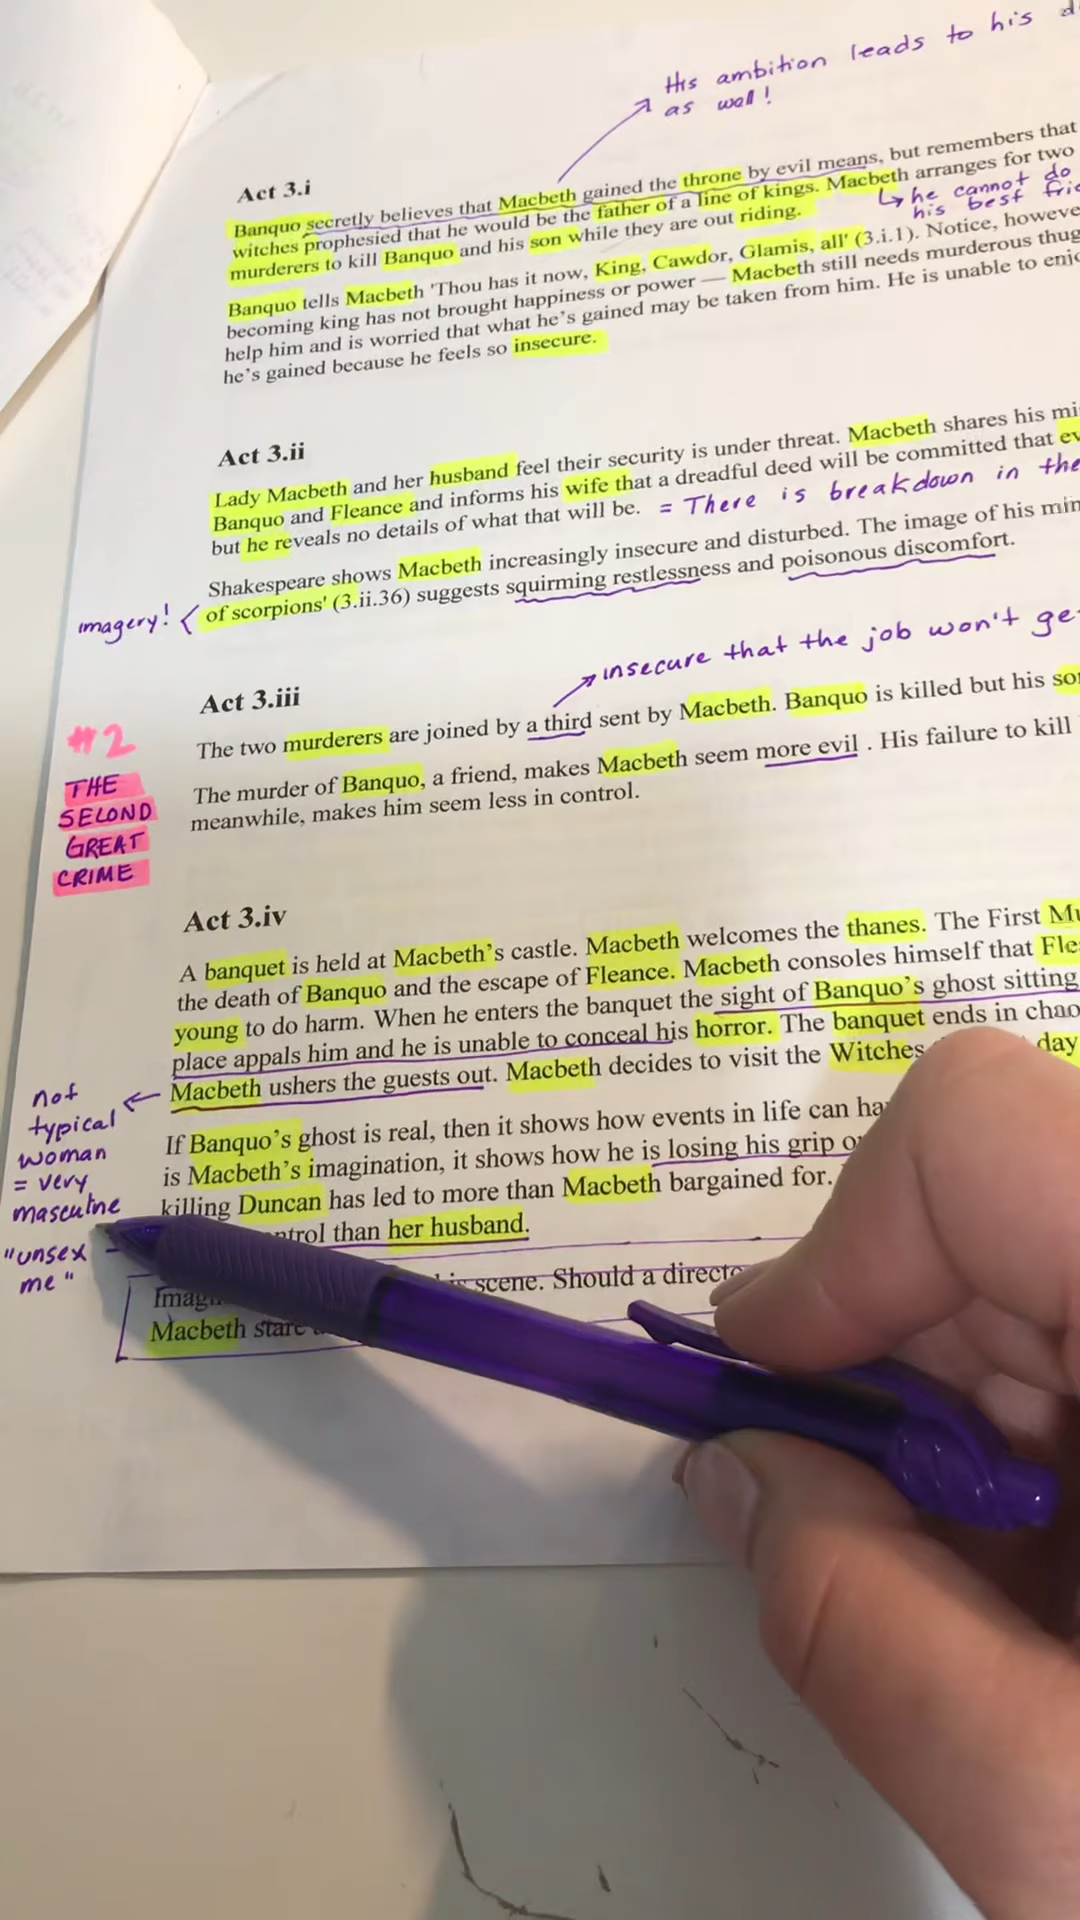 His ambition leads to his
as well!
Act 3.i
Banquo secretly believes that Macbeth gained the throne by evil means, but remembers that
witches prophesied that he would be the father of a line of kings. Macbeth arranges for two
murderers to kill Banquo and his son while they are out riding.
↳ he cannot do
his best
Banquo tells Macbeth 'Thou has it now, King, Cawdor, Glamis, all' (3.i.1). Notice,
becoming king has not brought happiness or power — Macbeth still needs murderous
help him and is worried that what he's gained may be taken from him. He is unable to
he's gained because he feels so insecure.
Act 3.ii
Lady Macbeth and her husband feel their security is under threat. Macbeth shares his
Banquo and Fleance and informs his wife that a dreadful deed will be committed that
but he reveals no details of what that will be. = There is breakdown in the
Shakespeare shows Macbeth increasingly insecure and disturbed. The image of his
imagery! { of scorpions' (3.ii.36) suggests squirming restlessness and poisonous discomfort.
insecure that the job won't
Act 3.iii
The two murderers are joined by a third sent by Macbeth. Banquo is killed but his
The murder of Banquo, a friend, makes Macbeth seem more evil . His failure to kill
meanwhile, makes him seem less in control.
#2
THE
SELOND
GREAT
CRIME
Act 3.iv
A banquet is held at Macbeth's castle. Macbeth welcomes the thanes. The First
the death of Banquo and the escape of Fleance. Macbeth consoles himself that
young to do harm. When he enters the banquet the sight of Banquo's ghost sitting
place appals him and he is unable to conceal his horror. The banquet ends in
Macbeth ushers the guests out. Macbeth decides to visit the Witches day
If Banquo's ghost is real, then it shows how events in life can
is Macbeth's imagination, it shows how he is losing his grip
killing Duncan has led to more than Macbeth bargained for.
than her husband.
not
typical
woman
= very
masculine
"unsex
me"
scene. Should a
Macbeth